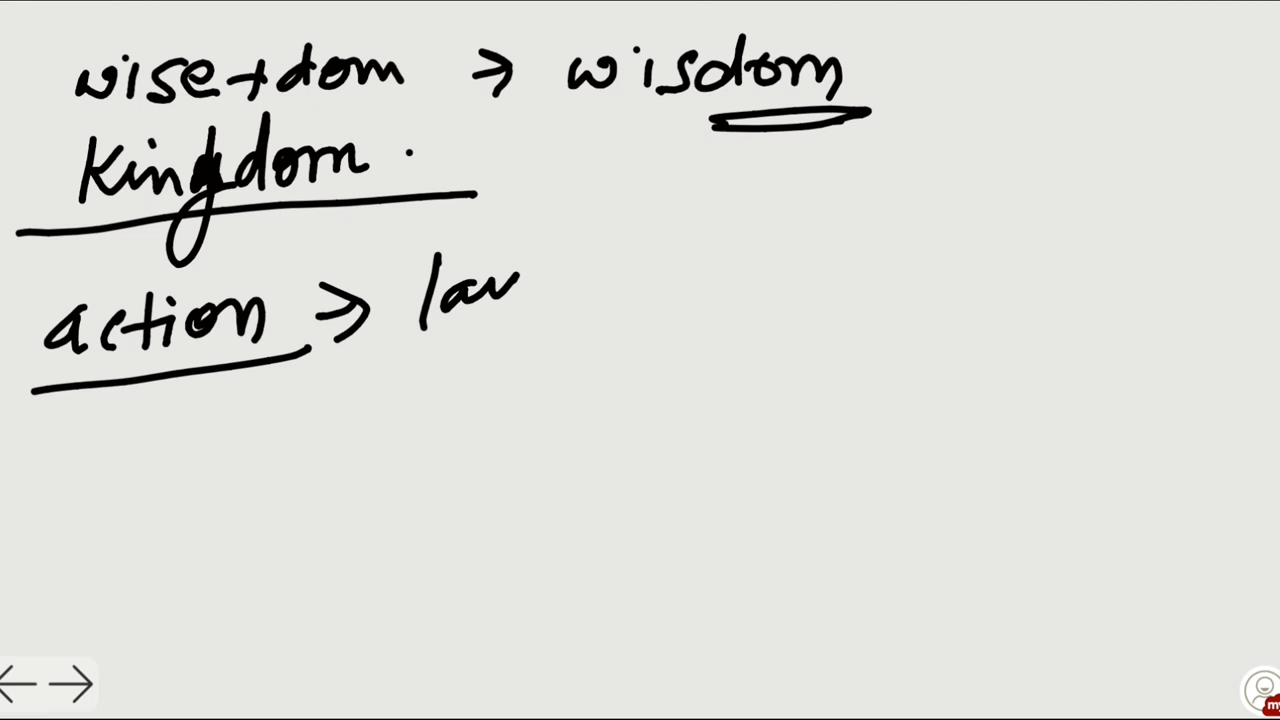 wise+dom → wisdom
Kingdom .
action → lav